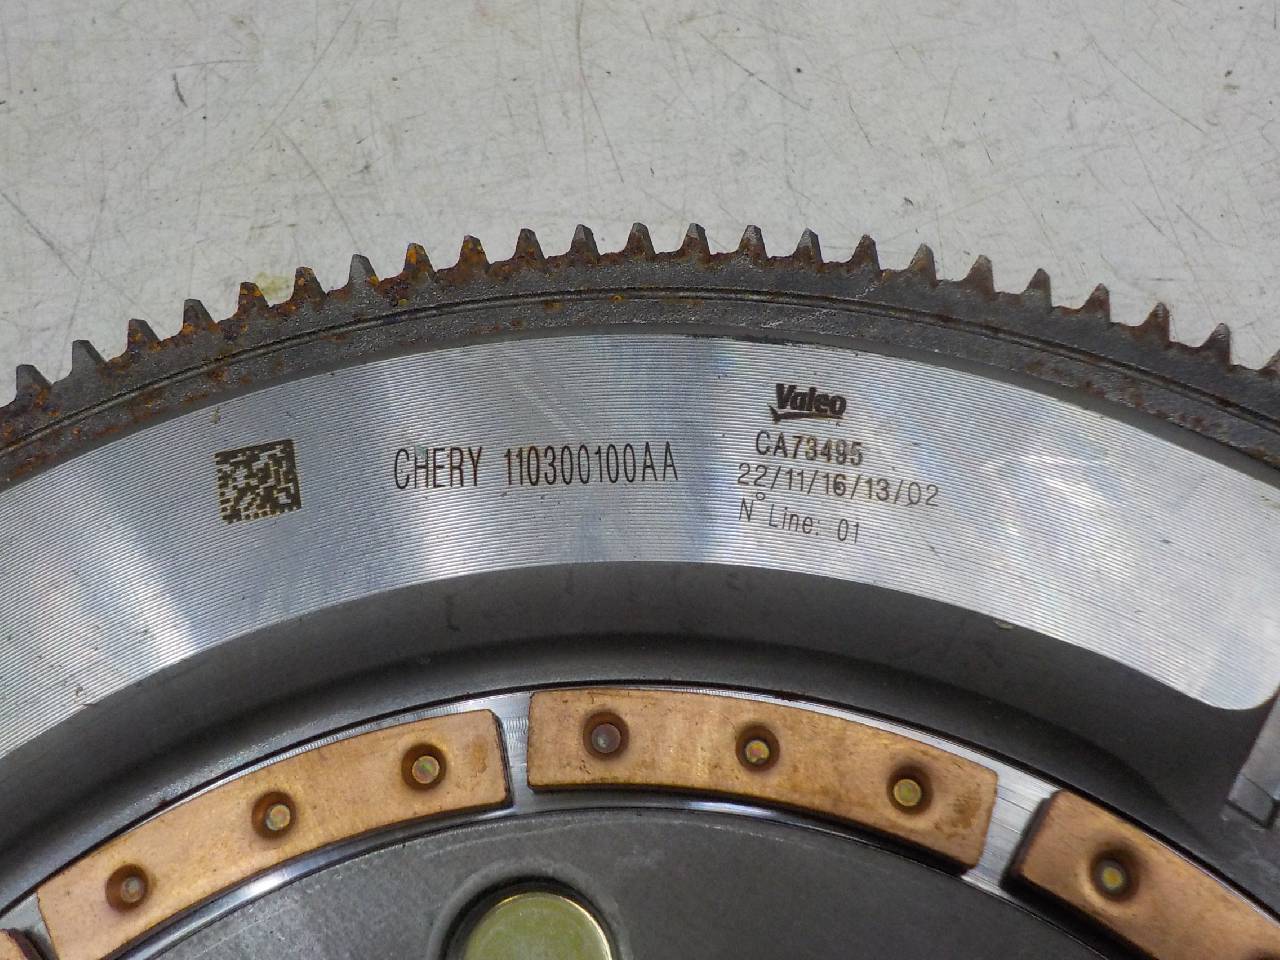 CHERY 110300100AA
Valeo
CA73495
22/11/16/13/02
N° Line: 01